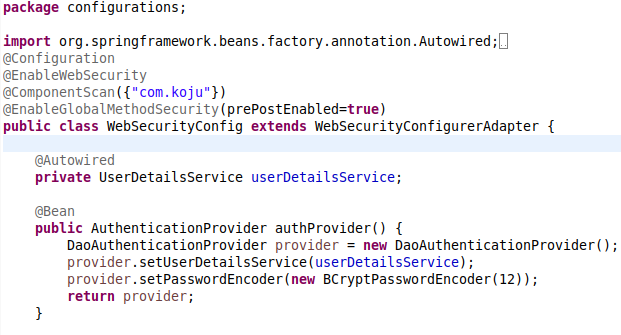 package configurations;
import org.springframework.beans.factory.annotation.Autowired;
@Configuration
@EnableWebSecurity
@ComponentScan({"com.koju"})
@EnableGlobalMethodSecurity(prePostEnabled=true)
public class WebSecurityConfig extends WebSecurityConfigurerAdapter {
@Autowired
private UserDetailsService userDetailsService;
@Bean
public AuthenticationProvider authProvider() {
DaoAuthenticationProvider provider = new DaoAuthenticationProvider();
provider.setUserDetailsService(userDetailsService);
provider.setPasswordEncoder(new BCryptPasswordEncoder(12));
return provider;
}